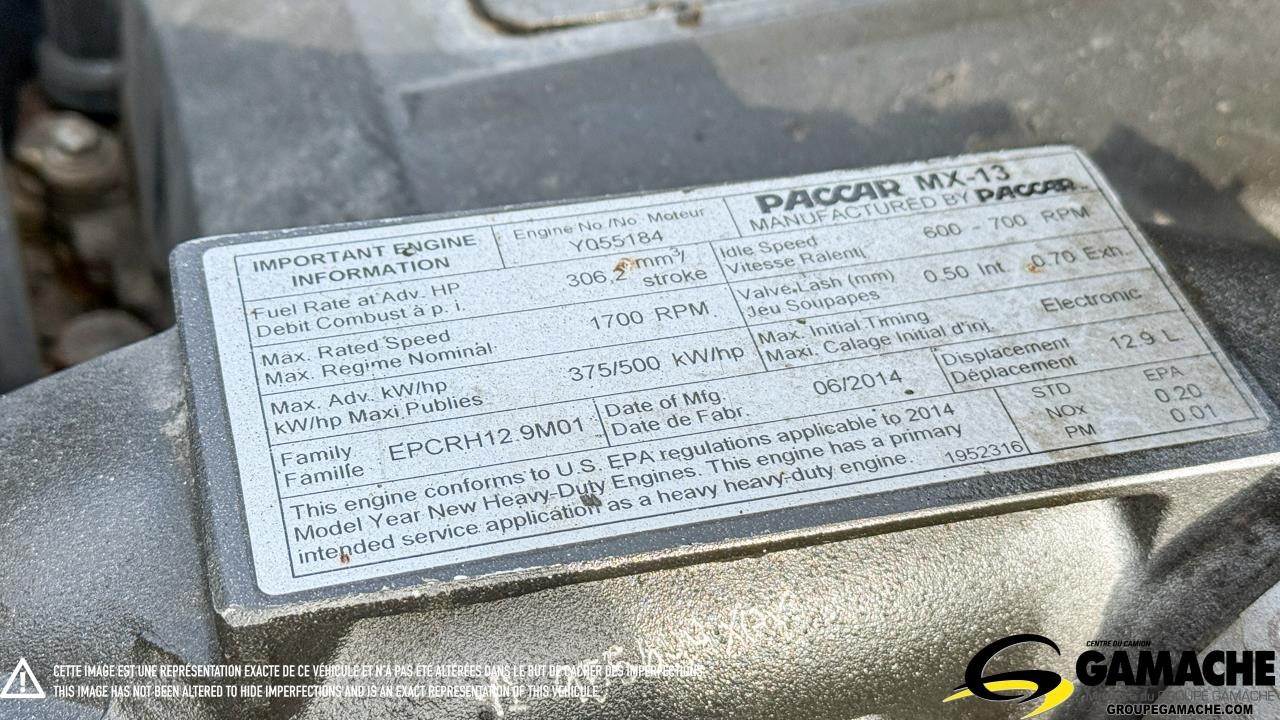 IMPORTANT ENGINE
INFORMATION
Engine No /No. Moteur
Y055184
PACCAR MX-13
MANUFACTURED BY PACCAR
Fuel Rate at Adv. HP
Debit Combust à p. i.
306,2 mm³/
stroke
Idle Speed
Vitesse Ralenti
600 - 700 RPM
Max. Rated Speed
Max. Regime Nominal
1700 RPM
Valve Lash (mm)
Jeu Soupapes
0.50 Int. 0.70 Exh.
Max. Adv. kW/hp
kW/hp Maxi Publies
375/500 kW/hp
Max. Initial Timing
Maxi. Calage Initial d'inj.
Electronic
Family
Famille
EPCRH12.9M01
Date of Mfg.
Date de Fabr.
06/2014
Displacement
Déplacement
12.9 L
This engine conforms to U.S. EPA regulations applicable to 2014
Model Year New Heavy-Duty Engines. This engine has a primary
intended service application as a heavy heavy-duty engine.
1952316
STD EPA
NOx 0.20
PM 0.01
CETTE IMAGE EST UNE REPRÉSENTATION EXACTE DE CE VÉHICULE ET N'A PAS ÉTÉ ALTÉRÉES DANS LE BUT DE CACHER DES IMPERFECTIONS.
THIS IMAGE HAS NOT BEEN ALTERED TO HIDE IMPERFECTIONS AND IS AN EXACT REPRESENTATION OF THIS VEHICLE.
CENTRE DU CAMION
GAMACHE
GROUPE GAMACHE
GROUPEGAMACHE.COM